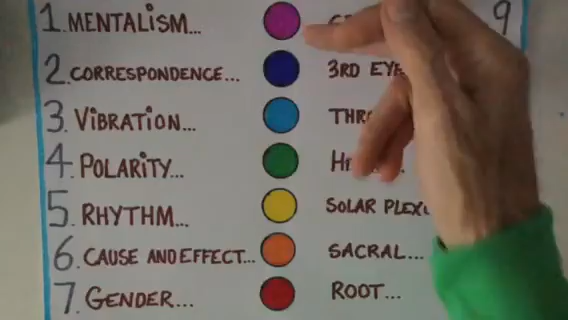 1. MENTALISM...
9
2. CORRESPONDENCE... 3RD EYE
3. VIBRATION...
4. POLARITY...
5. RHYTHM... SOLAR
6. CAUSE AND EFFECT... SACRAL...
7. GENDER... ROOT...